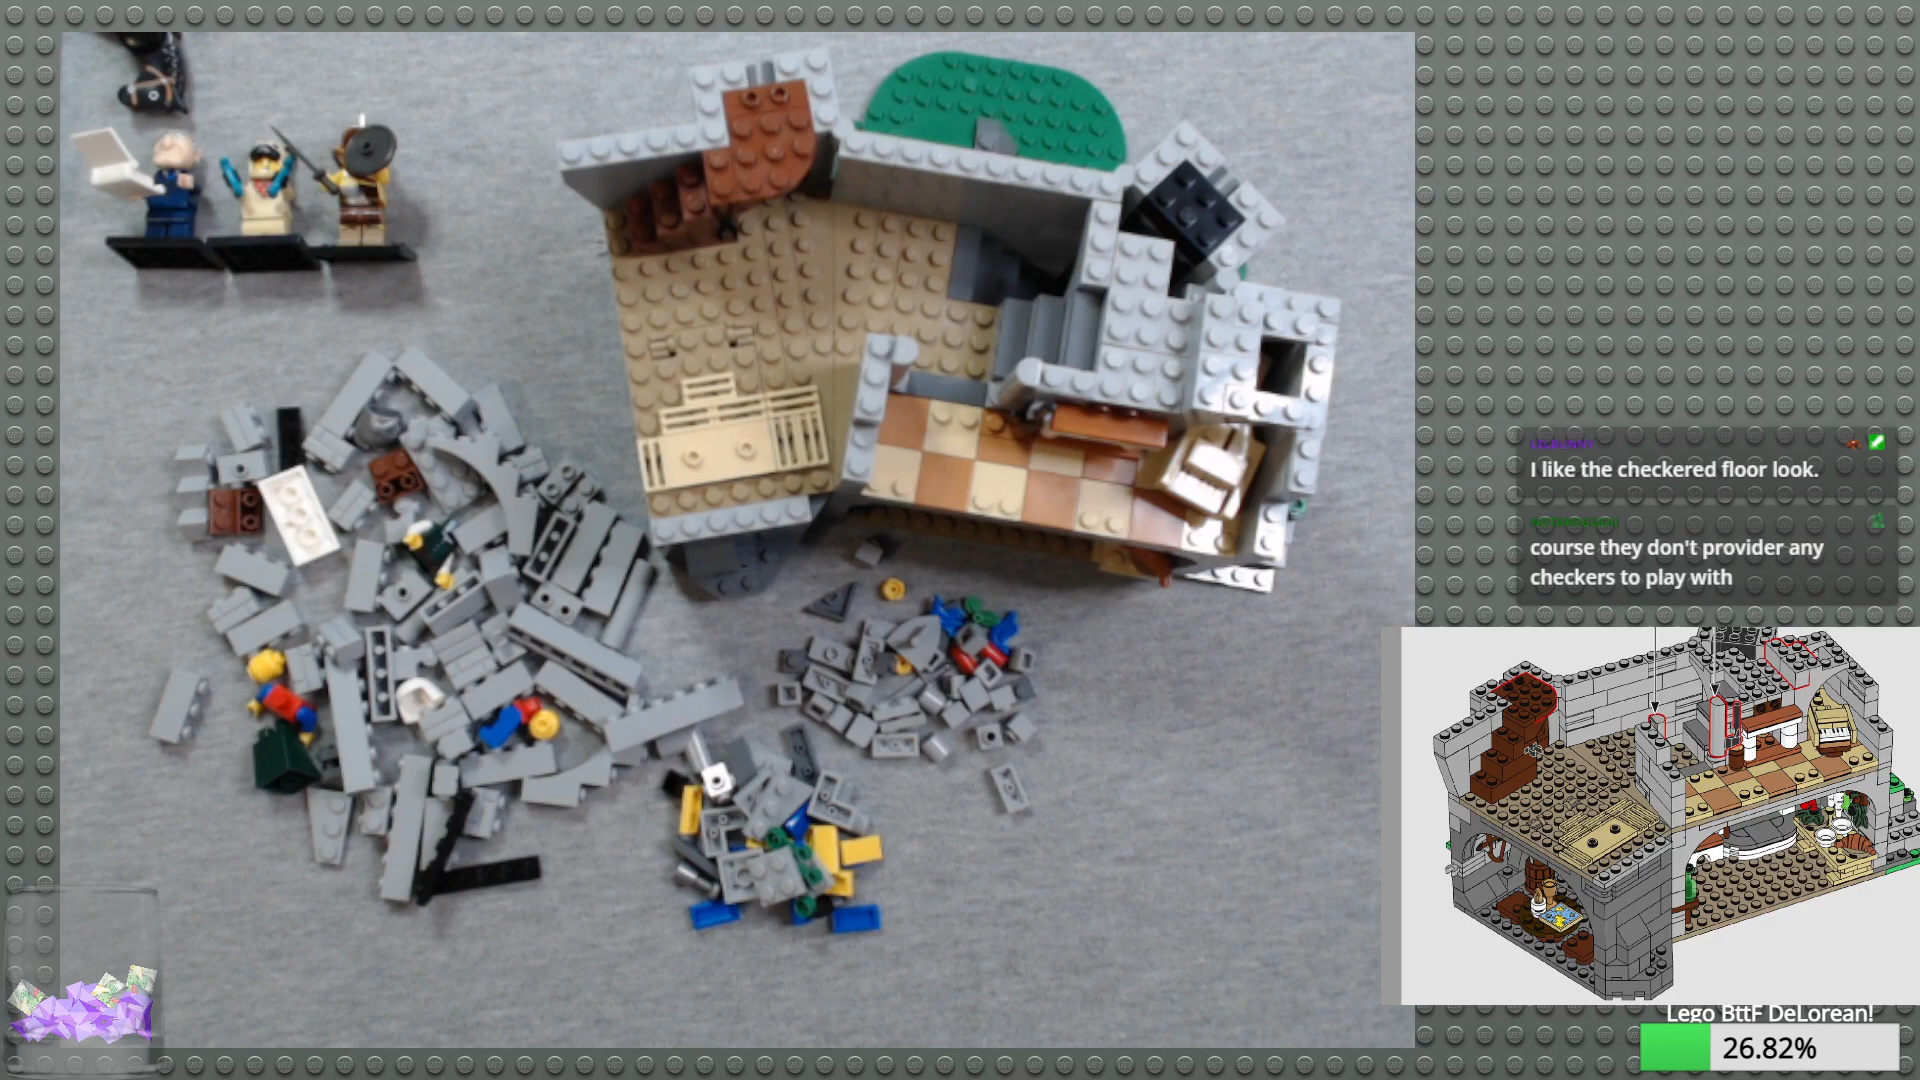 I like the checkered floor look.
course they don't provider any
checkers to play with
Lego BttF DeLorean!
26.82%